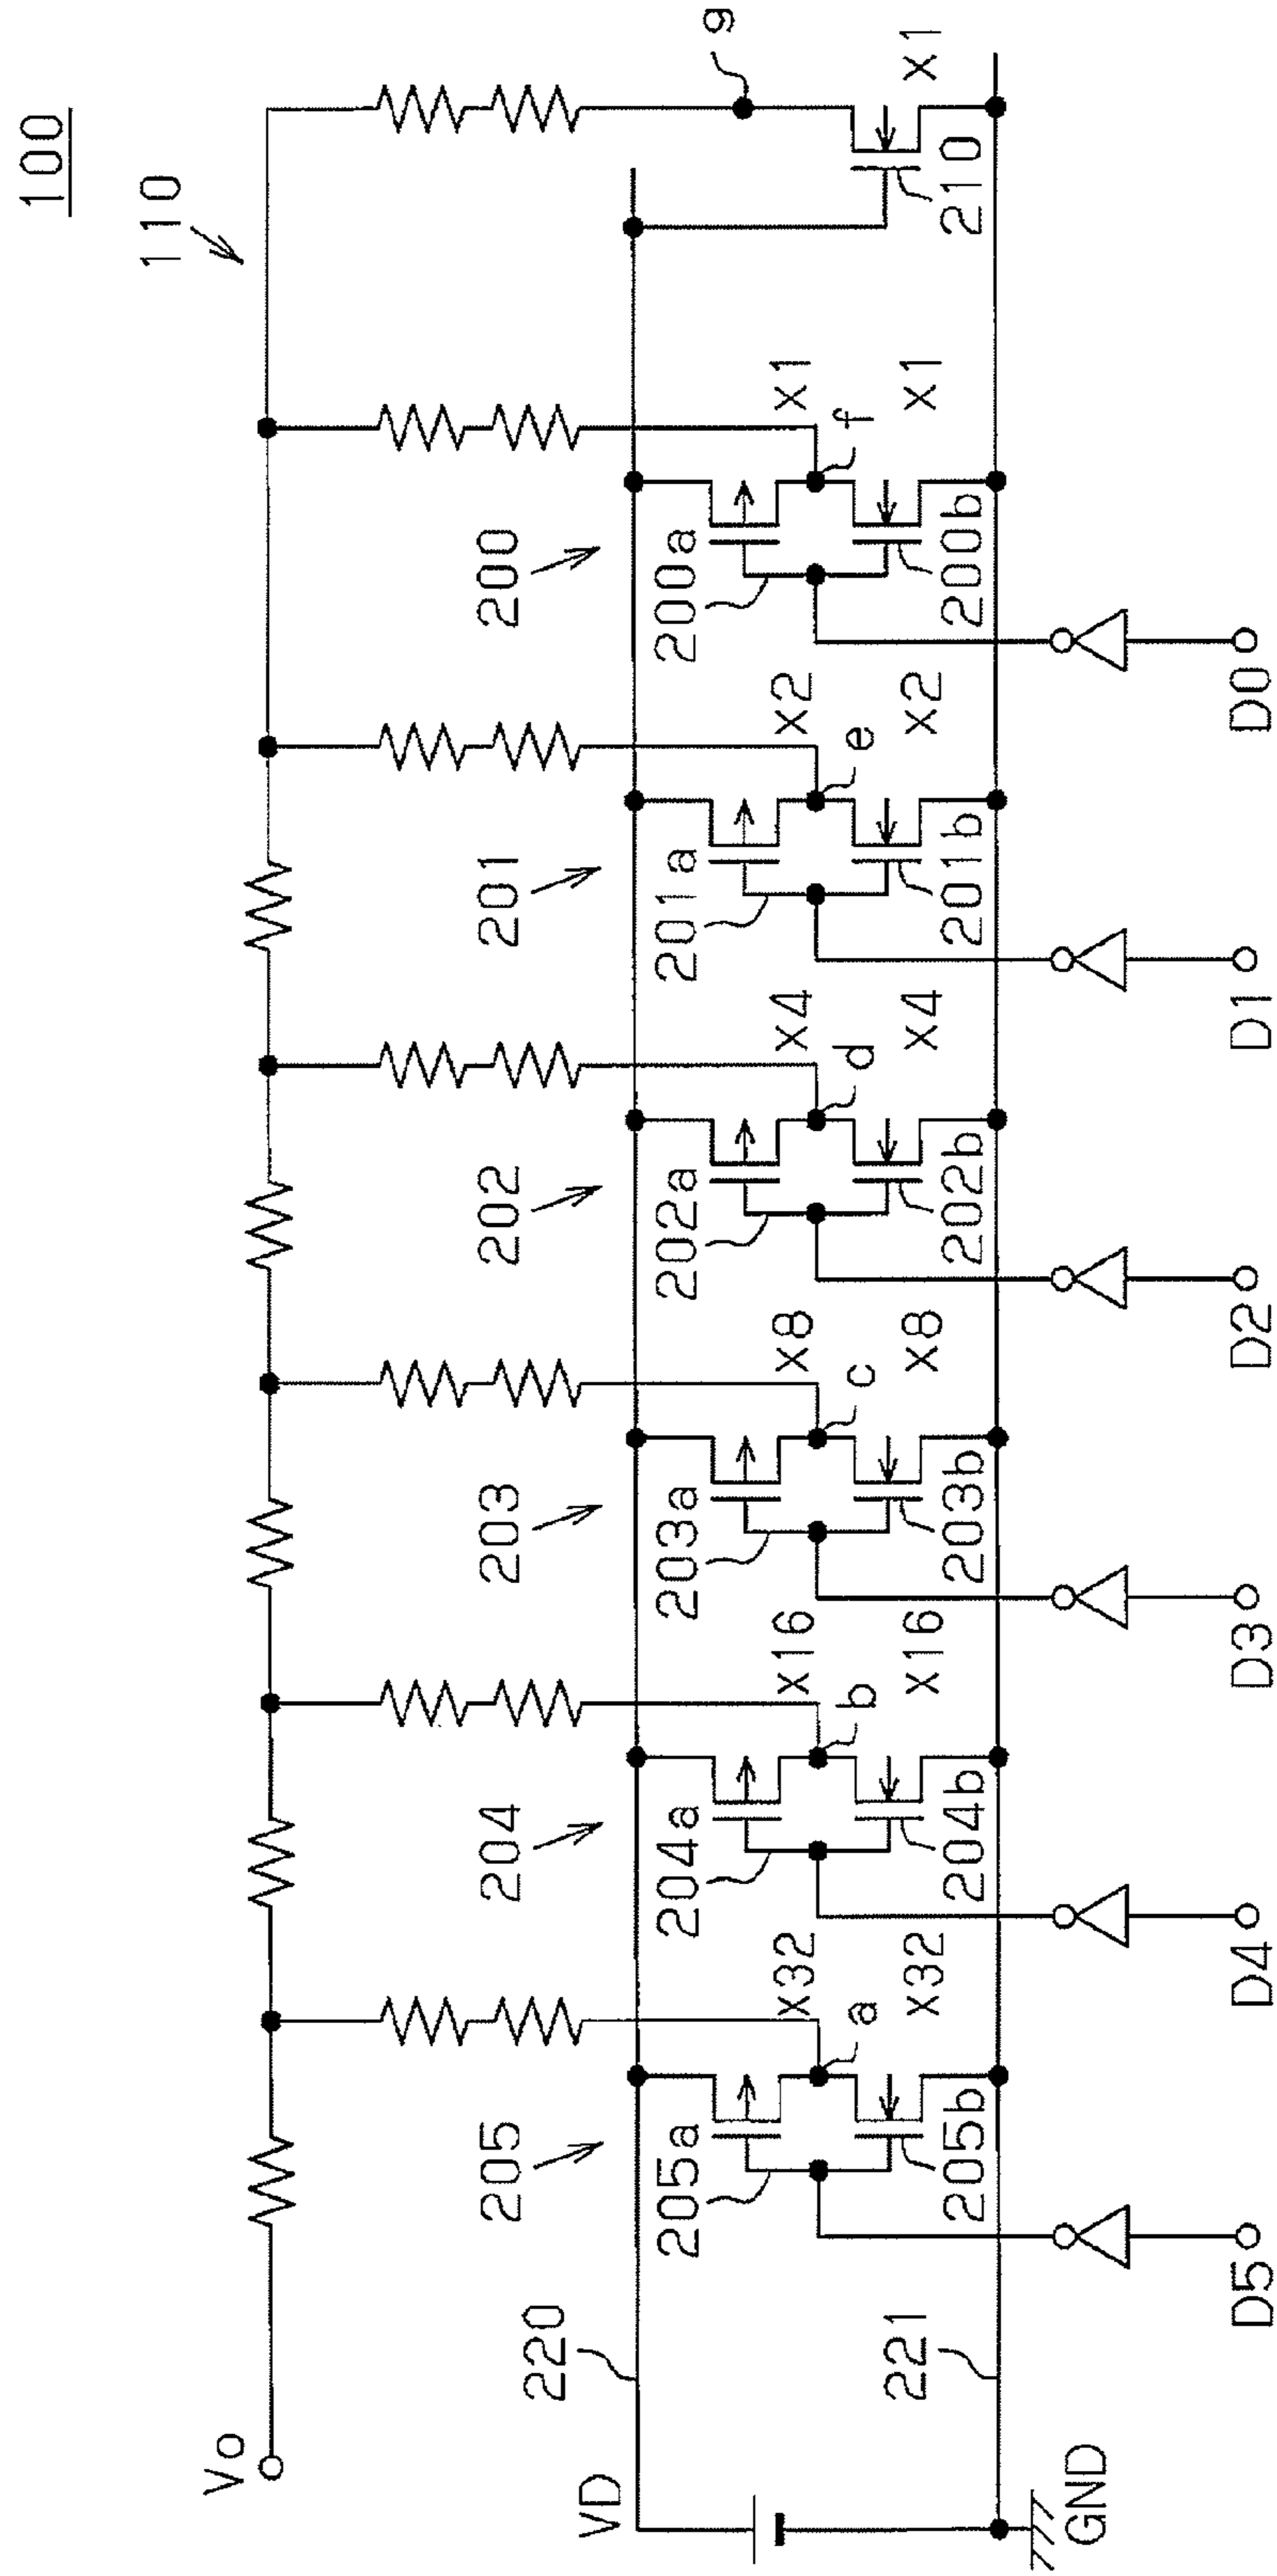 100
110
Vo
205
204
203
202
201
200
220
VD
205a
204a
203a
202a
201a
200a
X32
X16
X8
X4
X2
X1
a
b
c
d
e
f
g
X32
X16
X8
X4
X2
X1
X1
221
205b
204b
203b
202b
201b
200b
210
GND
D5
D4
D3
D2
D1
D0